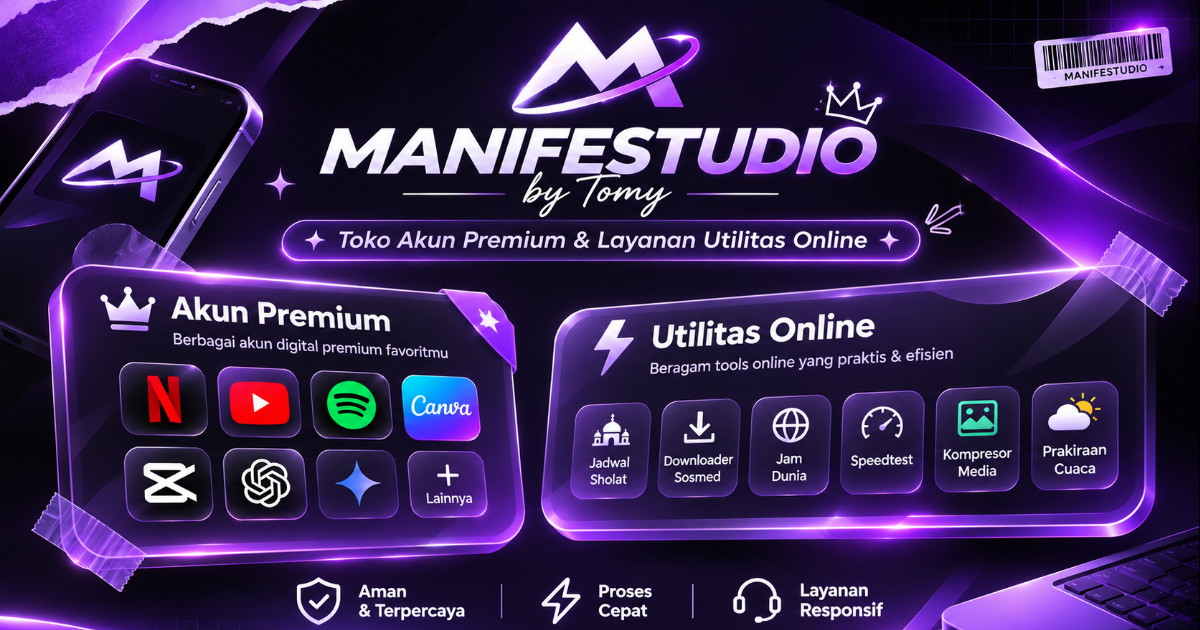 MANIFESTUDIO
MANIFESTUDIO
by Tomy
Toko Akun Premium & Layanan Utilitas Online
Akun Premium
Berbagai akun digital premium favoritmu
Canva
Lainnya
Utilitas Online
Beragam tools online yang praktis & efisien
Jadwal
Sholat
Downloader
Sosmed
Jam
Dunia
Speedtest
Kompresor
Media
Prakiraan
Cuaca
Aman
& Terpercaya
Proses
Cepat
Layanan
Responsif